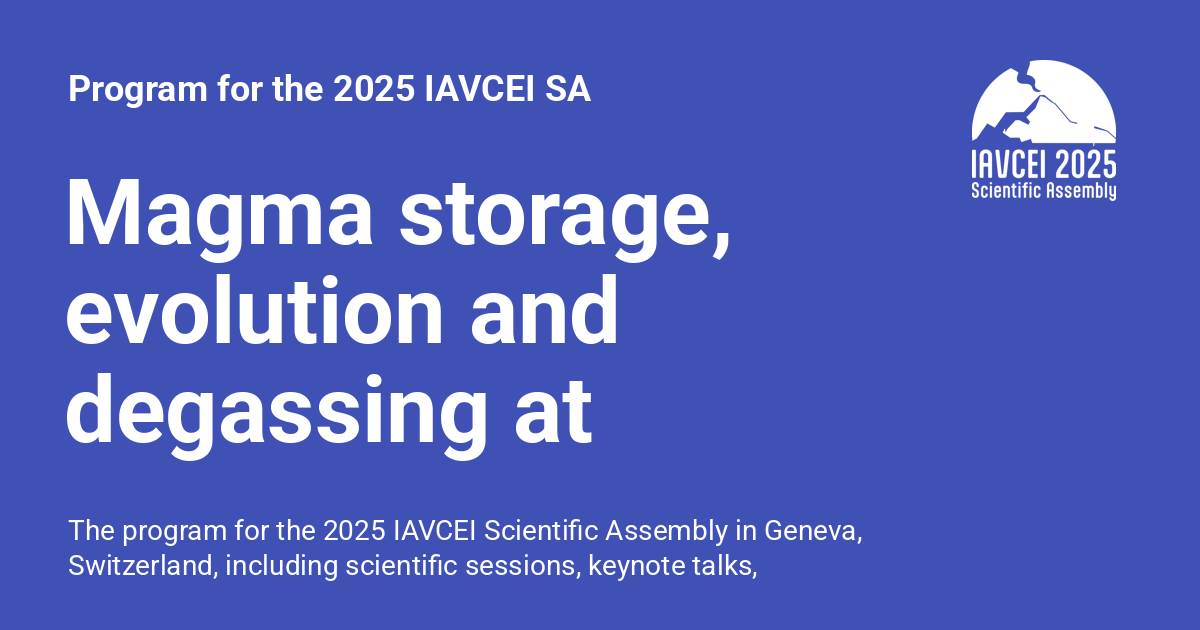 Program for the 2025 IAVCEI SA
IAVCEI 2025
Scientific Assembly
Magma storage,
evolution and
degassing at
The program for the 2025 IAVCEI Scientific Assembly in Geneva,
Switzerland, including scientific sessions, keynote talks,